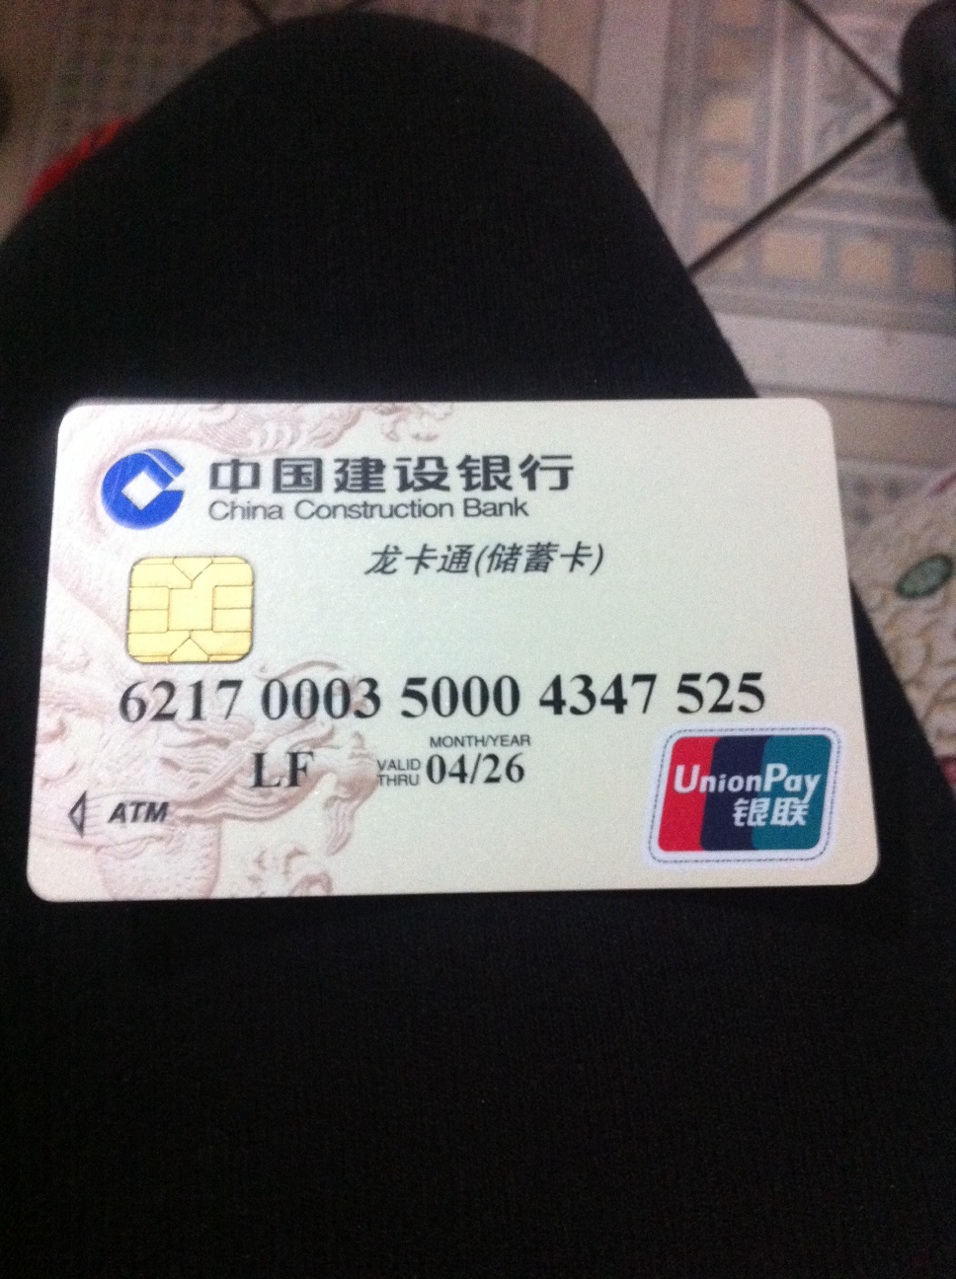 中国建设银行
China Construction Bank
龙卡通(储蓄卡)
6217 0003 5000 4347 525
MONTH/YEAR
LF VALID THRU 04/26
ATM
UnionPay
银联